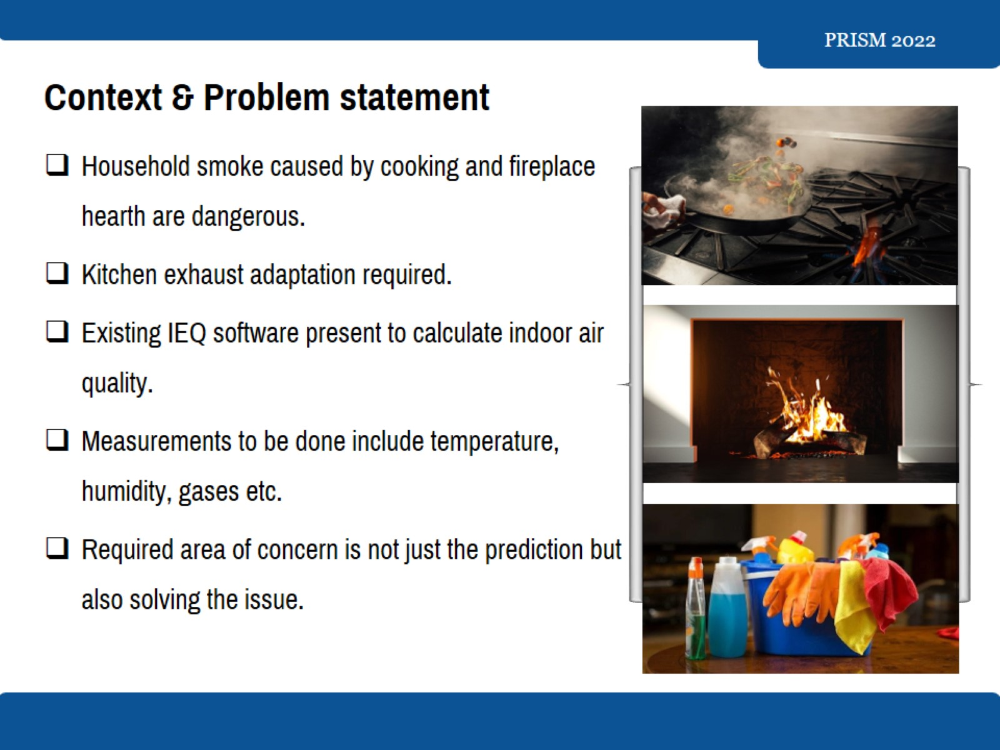 PRISM 2022
Context & Problem statement
❑ Household smoke caused by cooking and fireplace
hearth are dangerous.
❑ Kitchen exhaust adaptation required.
❑ Existing IEQ software present to calculate indoor air
quality.
❑ Measurements to be done include temperature,
humidity, gases etc.
❑ Required area of concern is not just the prediction but
also solving the issue.